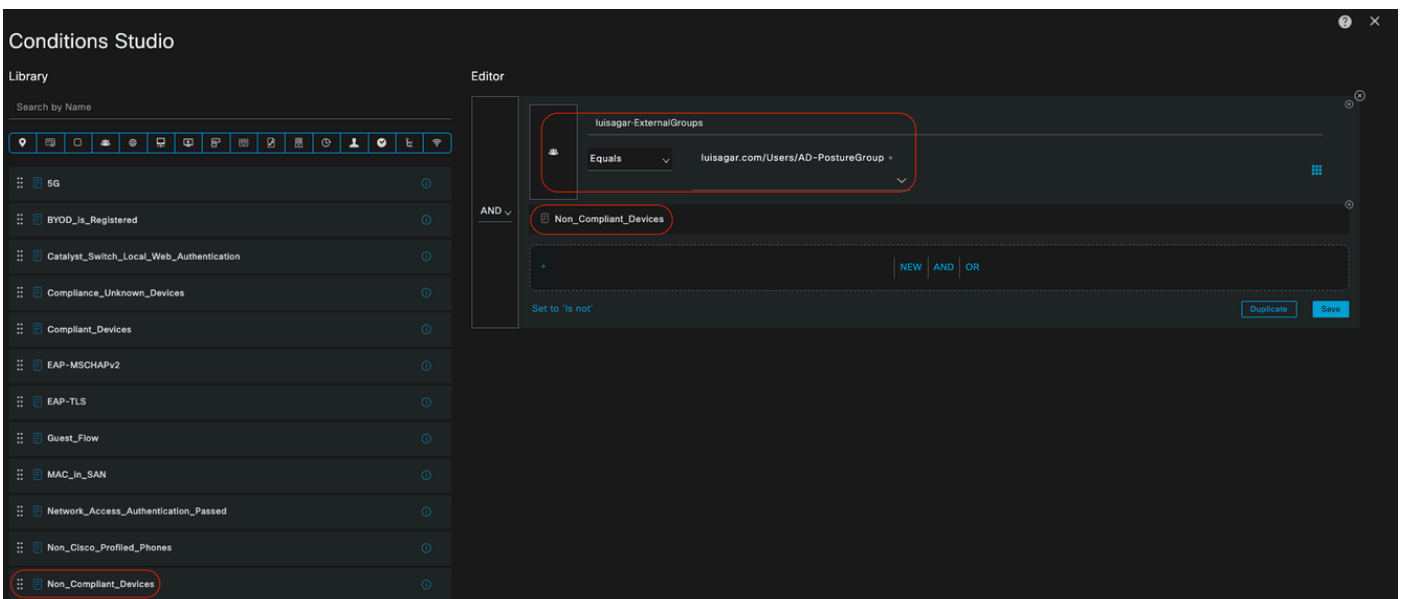 Conditions Studio
Library
Search by Name
5G
BYOD_is_Registered
Catalyst_Switch_Local_Web_Authentication
Compliance_Unknown_Devices
Compliant_Devices
EAP-MSCHAPv2
EAP-TLS
Guest_Flow
MAC_in_SAN
Network_Access_Authentication_Passed
Non_Cisco_Profiled_Phones
Non_Compliant_Devices
Editor
AND
luisagar-ExternalGroups
Equals
luisagar.com/Users/AD-PostureGroup ×
Non_Compliant_Devices
+
NEW AND OR
Set to 'Is not'
Duplicate
Save